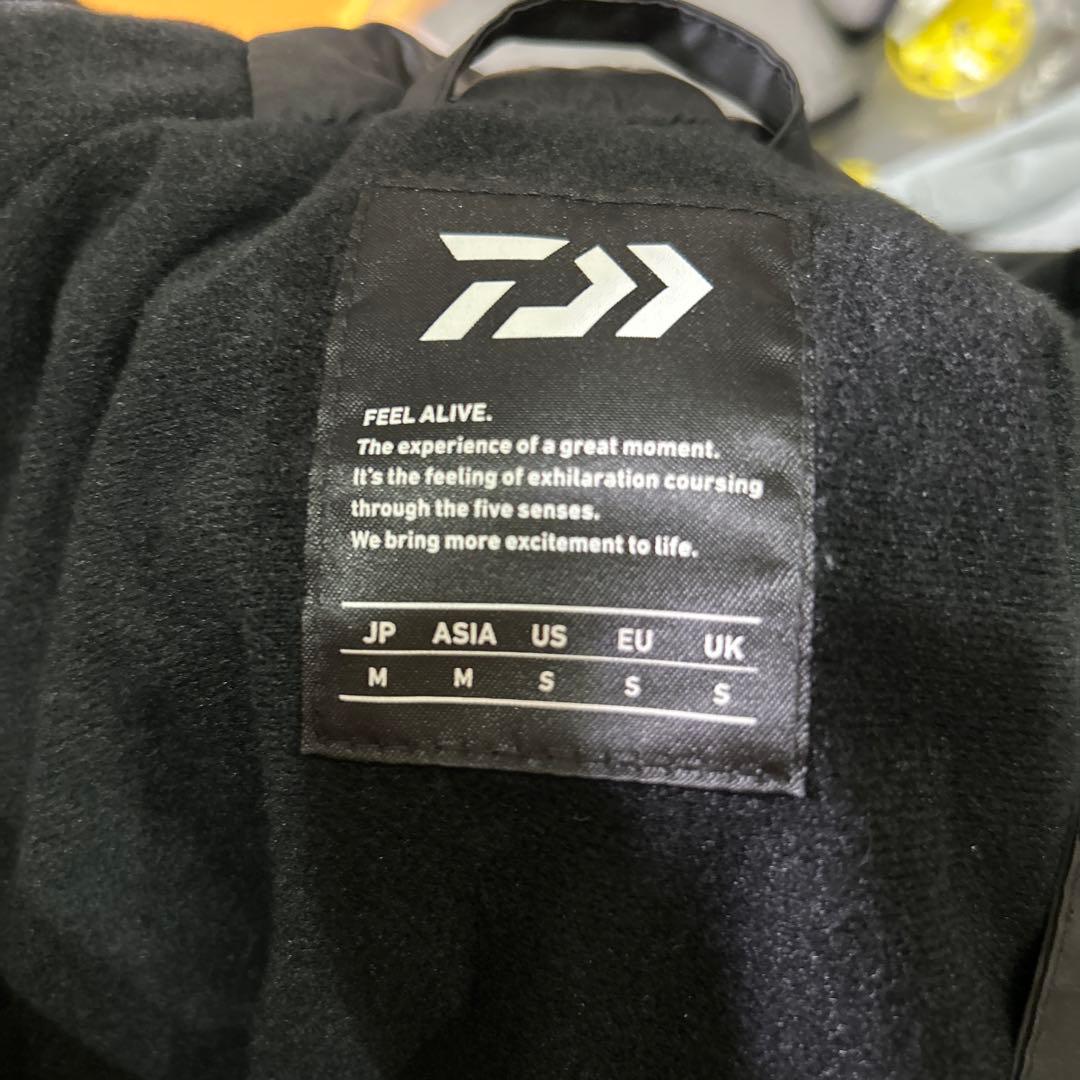 FEEL ALIVE.
The experience of a great moment.
It's the feeling of exhilaration coursing
through the five senses.
We bring more excitement to life.
JP ASIA US EU UK
M M S S S